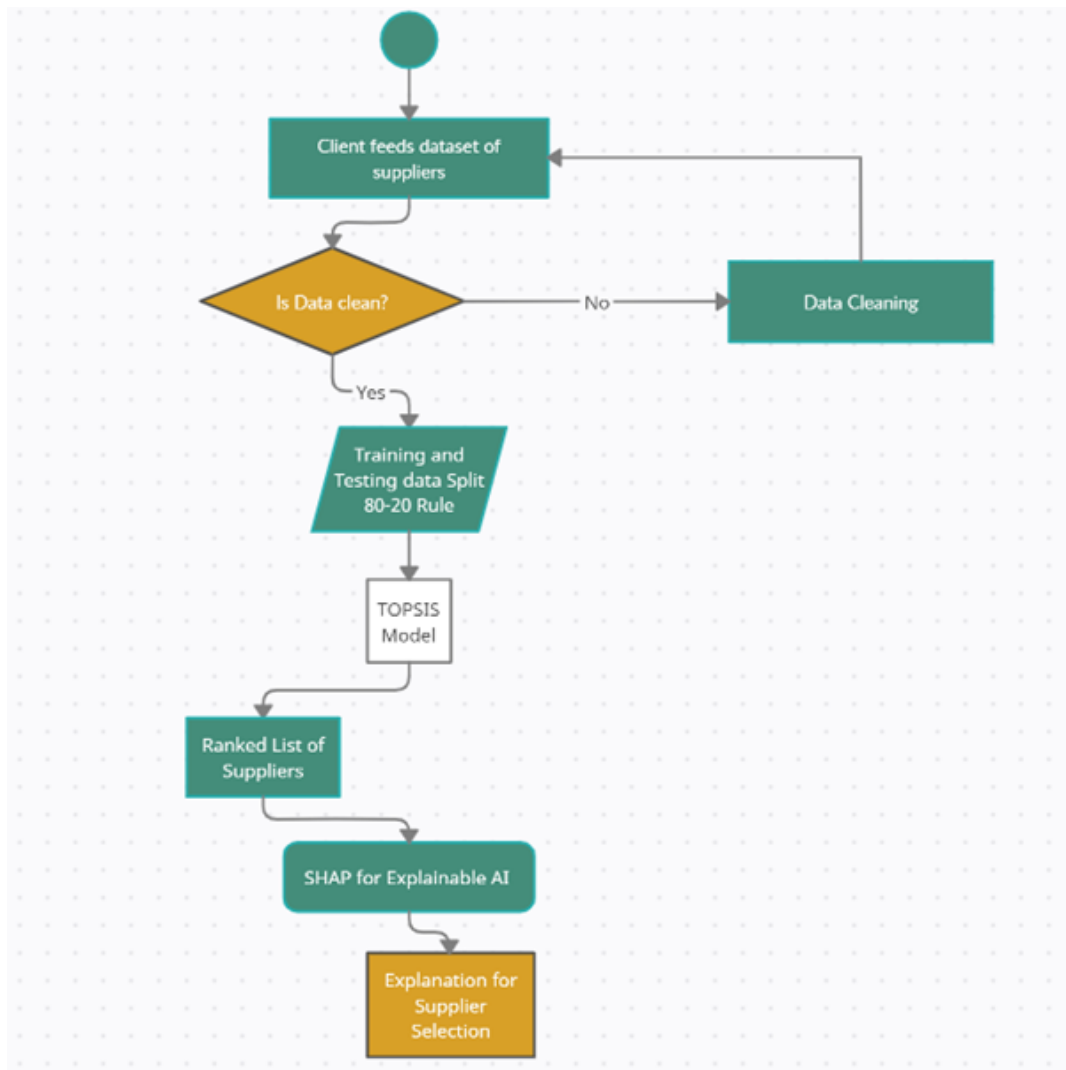 Client feeds dataset of
suppliers
Is Data clean?
No
Data Cleaning
Yes
Training and
Testing data Split
80-20 Rule
TOPSIS
Model
Ranked List of
Suppliers
SHAP for Explainable AI
Explanation for
Supplier
Selection